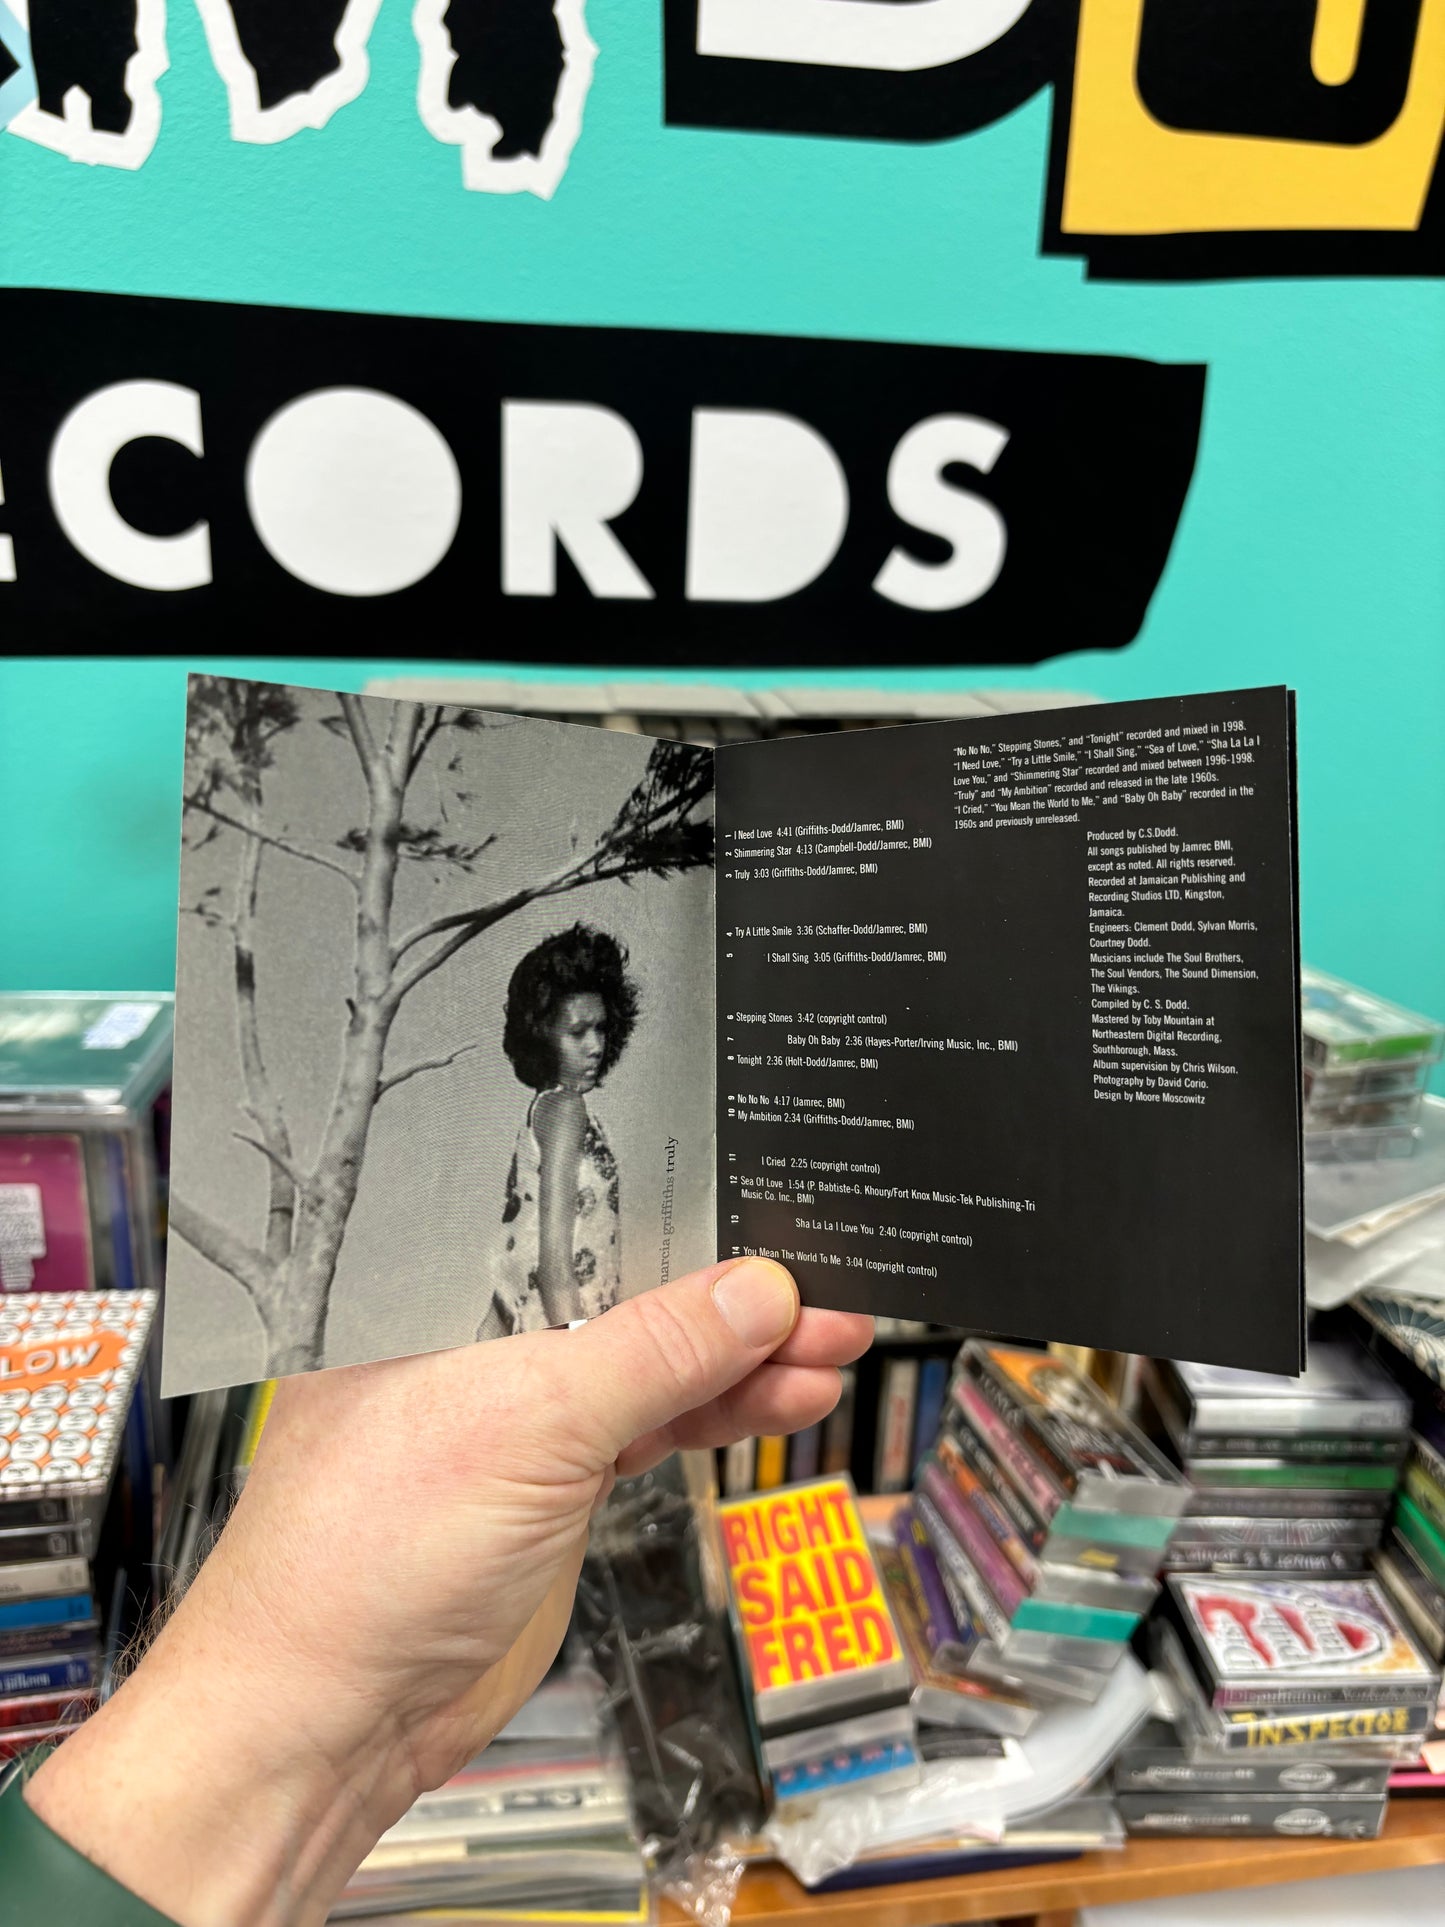 RECORDS
marcia griffiths truly
1 I Need Love 4:41 (Griffiths-Dodd/Jamrec, BMI)
2 Shimmering Star 4:13 (Campbell-Dodd/Jamrec, BMI)
3 Truly 3:03 (Griffiths-Dodd/Jamrec, BMI)
4 Try A Little Smile 3:36 (Schaffer-Dodd/Jamrec, BMI)
5 I Shall Sing 3:05 (Griffiths-Dodd/Jamrec, BMI)
6 Stepping Stones 3:42 (copyright control)
7 Baby Oh Baby 2:36 (Hayes-Porter/Irving Music, Inc., BMI)
8 Tonight 2:36 (Holt-Dodd/Jamrec, BMI)
9 No No No 4:17 (Jamrec, BMI)
10 My Ambition 2:34 (Griffiths-Dodd/Jamrec, BMI)
11 I Cried 2:25 (copyright control)
12 Sea Of Love 1:54 (P. Babtiste-G. Khoury/Fort Knox Music-Tek Publishing-Tri
Music Co. Inc., BMI)
13 Sha La La I Love You 2:40 (copyright control)
14 You Mean The World To Me 3:04 (copyright control)
"No No No," Stepping Stones," and "Tonight" recorded and mixed in 1998.
"I Need Love," "Try a Little Smile," "I Shall Sing," "Sea of Love," "Sha La La I
Love You," and "Shimmering Star" recorded and mixed between 1996-1998.
"Truly" and "My Ambition" recorded and released in the late 1960s.
"I Cried," "You Mean the World to Me," and "Baby Oh Baby" recorded in the
1960s and previously unreleased.
Produced by C.S.Dodd.
All songs published by Jamrec BMI,
except as noted. All rights reserved.
Recorded at Jamaican Publishing and
Recording Studios LTD, Kingston,
Jamaica.
Engineers: Clement Dodd, Sylvan Morris,
Courtney Dodd.
Musicians include The Soul Brothers,
The Soul Vendors, The Sound Dimension,
The Vikings.
Compiled by C. S. Dodd.
Mastered by Toby Mountain at
Northeastern Digital Recording,
Southborough, Mass.
Album supervision by Chris Wilson.
Photography by David Corio.
Design by Moore Moscowitz
LOW
RIGHT
SAID
FRED
INSPECTOR